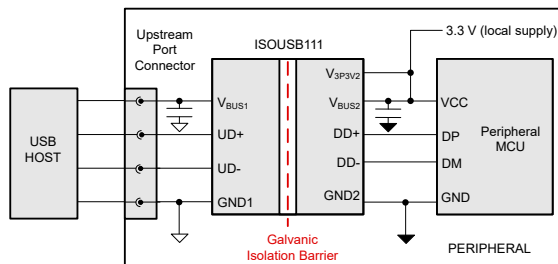 Upstream
Port
Connector
ISOUSB111
3.3 V (local supply)
V3P3V2
VBUS1
VBUS2
VCC
USB
HOST
UD+
DD+
DP
Peripheral
MCU
UD-
DD-
DM
GND1
GND2
GND
Galvanic
Isolation Barrier
PERIPHERAL